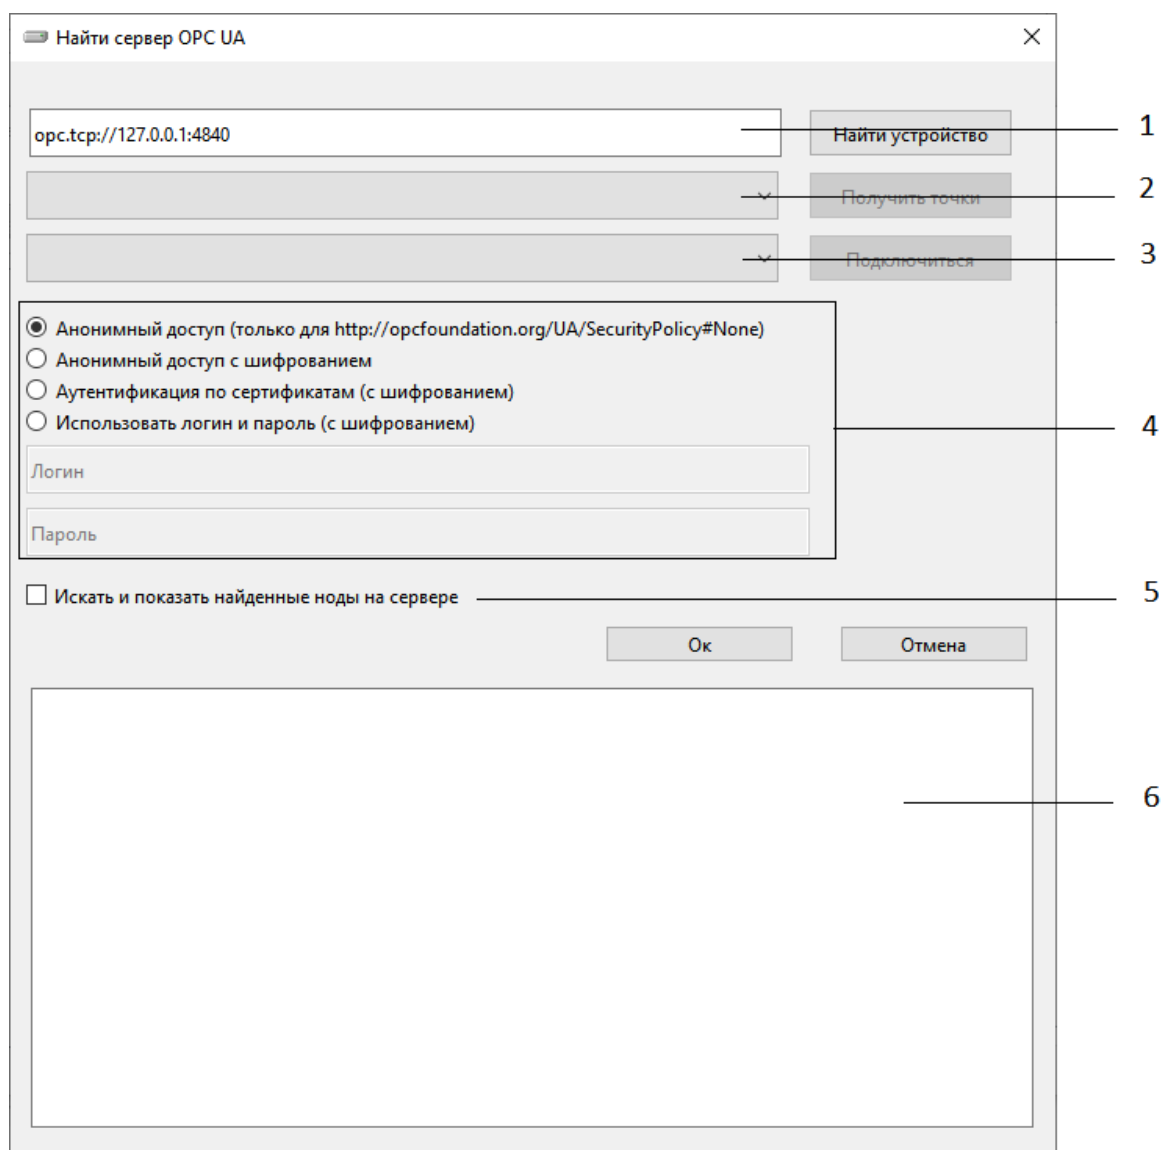 Найти сервер OPC UA
opc.tcp://127.0.0.1:4840 Найти устройство 1
Получить точки 2
Подключиться 3
Анонимный доступ (только для http://opcfoundation.org/UA/SecurityPolicy#None)
Анонимный доступ с шифрованием
Аутентификация по сертификатам (с шифрованием)
Использовать логин и пароль (с шифрованием) 4
Логин
Пароль
Искать и показать найденные ноды на сервере 5
Ок Отмена
6